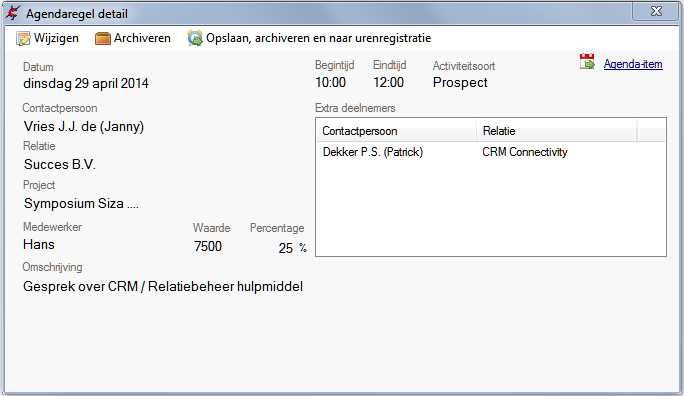 Agendaregel detail
Wijzigen Archiveren Opslaan, archiveren en naar urenregistratie
Datum
dinsdag 29 april 2014
Begintijd Eindtijd Activiteitsoort
10:00 12:00 Prospect
Agenda-item
Contactpersoon
Vries J.J. de (Janny)
Relatie
Succes B.V.
Project
Symposium Siza ....
Medewerker Waarde Percentage
Hans 7500 25 %
Omschrijving
Gesprek over CRM / Relatiebeheer hulpmiddel
Extra deelnemers
Contactpersoon Relatie
Dekker P.S. (Patrick) CRM Connectivity